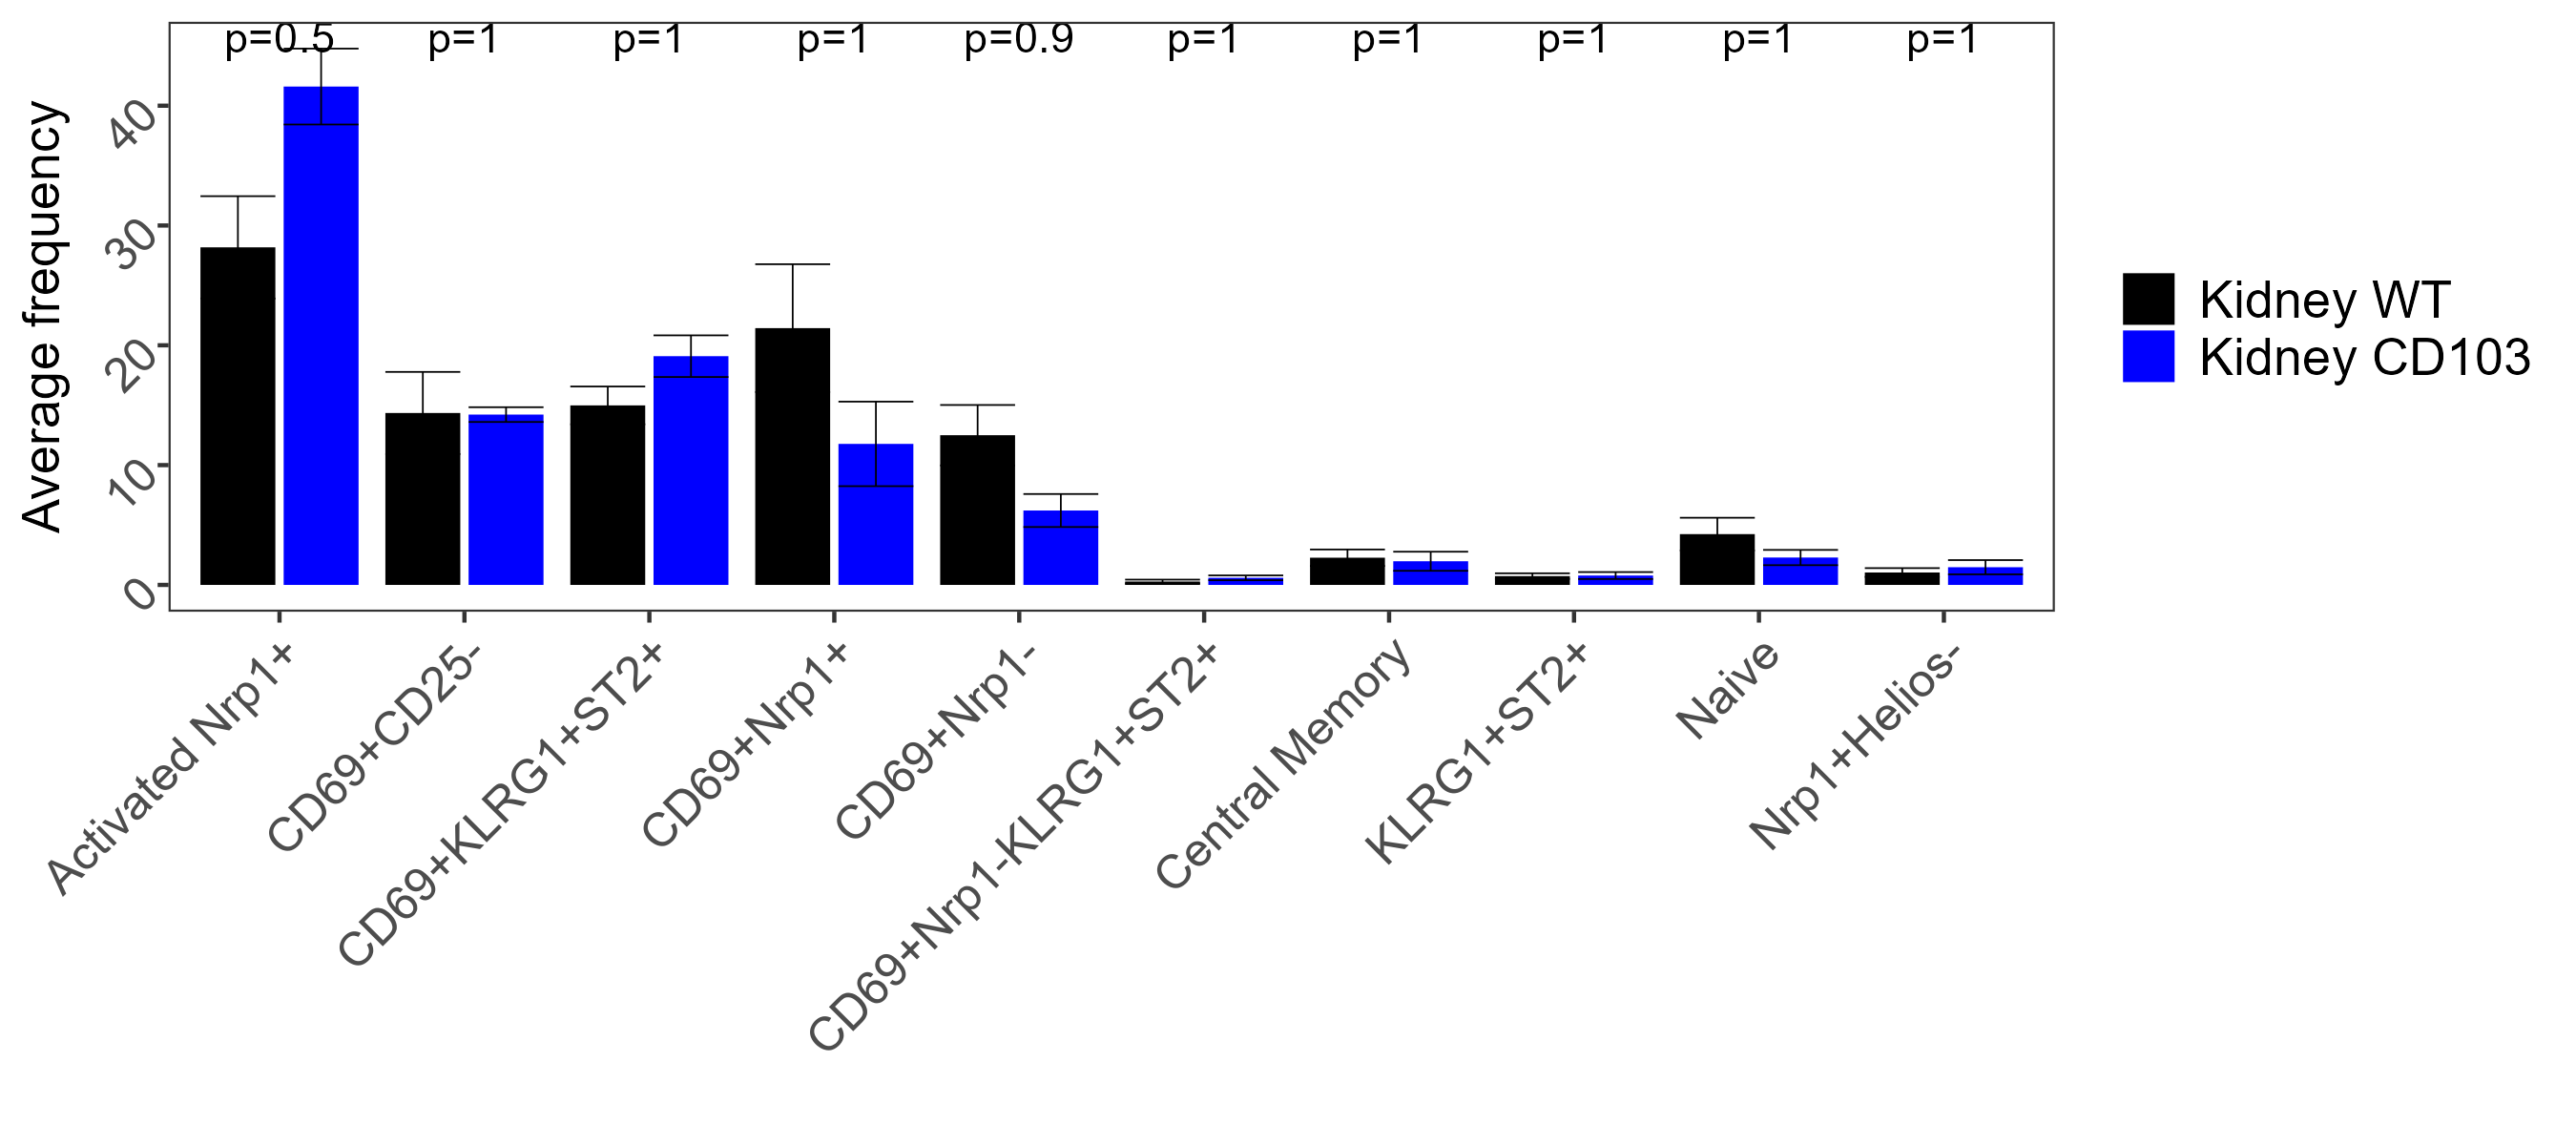 p=0.5 p=1 p=1 p=1 p=0.9 p=1 p=1 p=1 p=1 p=1
Average frequency
40
30
20
10
0
Kidney WT
Kidney CD103
Activated Nrp1+
CD69+CD25-
CD69+KLRG1+ST2+
CD69+Nrp1+
CD69+Nrp1-
CD69+Nrp1-KLRG1+ST2+
Central Memory
KLRG1+ST2+
Naive
Nrp1+Helios-